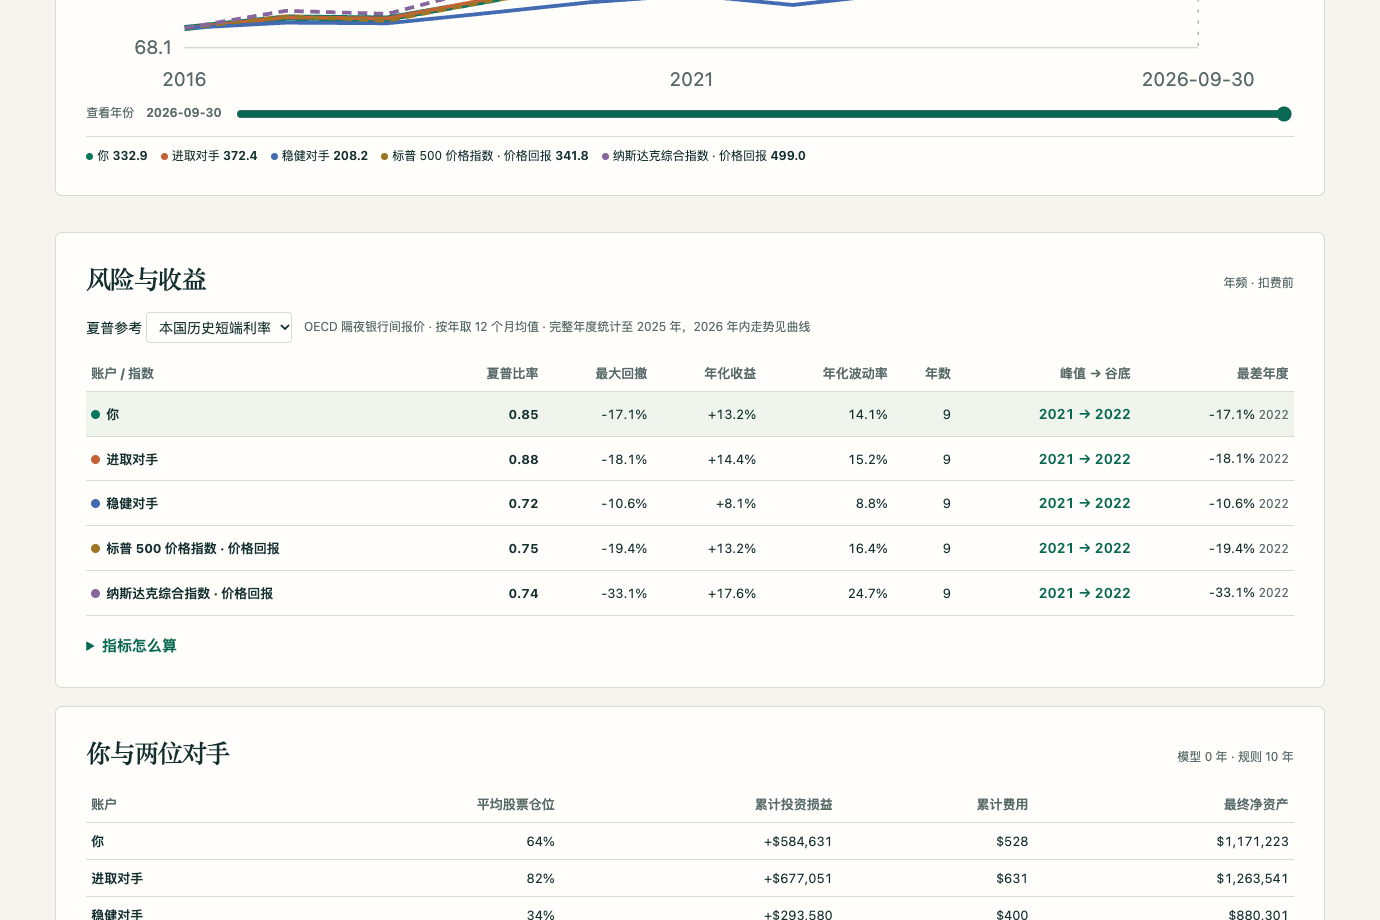 68.1
2016 2021 2026-09-30
查看年份 2026-09-30
你 332.9 进取对手 372.4 稳健对手 208.2 标普 500 价格指数 · 价格回报 341.8 纳斯达克综合指数 · 价格回报 499.0
风险与收益
年频 · 扣费前
夏普参考 本国历史短端利率 OECD 隔夜银行间报价 · 按年取 12 个月均值 · 完整年度统计至 2025 年，2026 年内走势见曲线
账户 / 指数 夏普比率 最大回撤 年化收益 年化波动率 年数 峰值 → 谷底 最差年度
你 0.85 -17.1% +13.2% 14.1% 9 2021 → 2022 -17.1% 2022
进取对手 0.88 -18.1% +14.4% 15.2% 9 2021 → 2022 -18.1% 2022
稳健对手 0.72 -10.6% +8.1% 8.8% 9 2021 → 2022 -10.6% 2022
标普 500 价格指数 · 价格回报 0.75 -19.4% +13.2% 16.4% 9 2021 → 2022 -19.4% 2022
纳斯达克综合指数 · 价格回报 0.74 -33.1% +17.6% 24.7% 9 2021 → 2022 -33.1% 2022
指标怎么算
你与两位对手
模型 0 年 · 规则 10 年
账户 平均股票仓位 累计投资损益 累计费用 最终净资产
你 64% +$584,631 $528 $1,171,223
进取对手 82% +$677,051 $631 $1,263,541
稳健对手 34% +$293,580 $400 $880,301